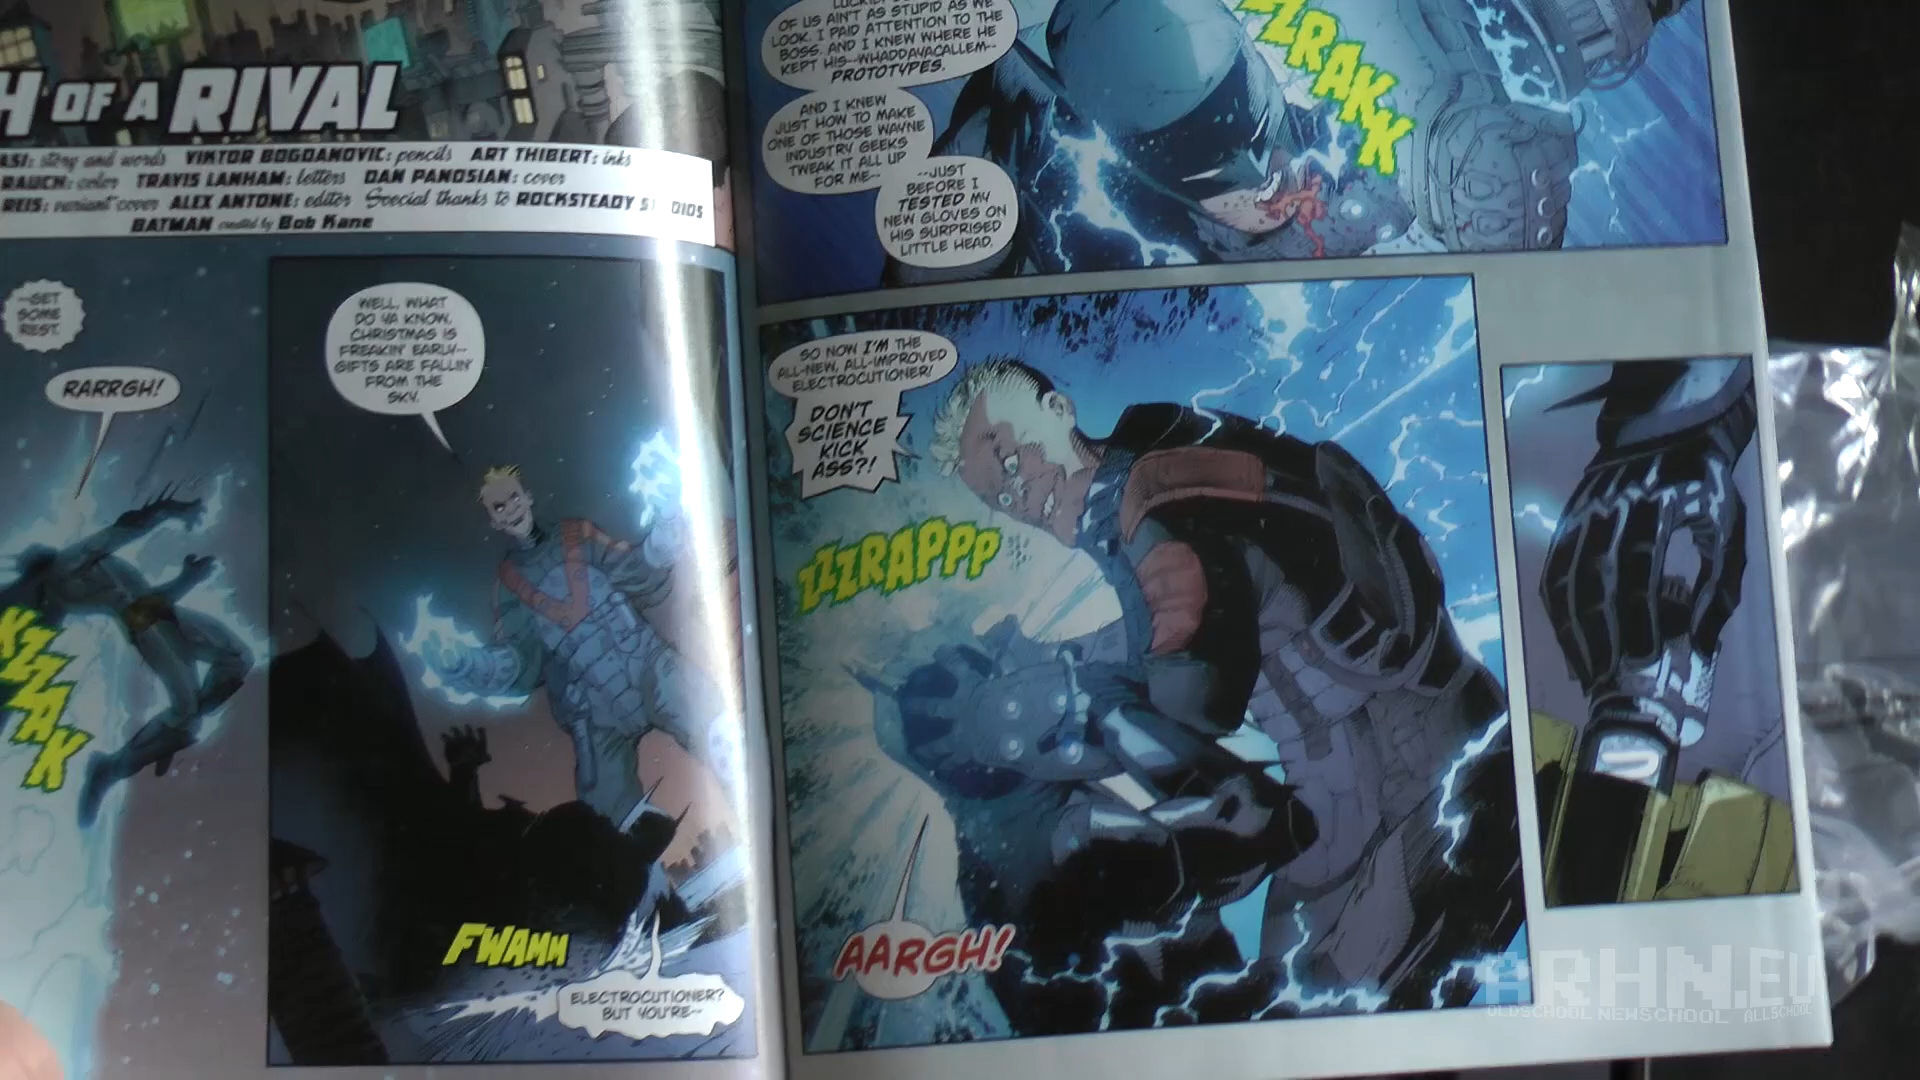 OF A RIVAL
story and words VIKTOR BOGDANOVIC: pencils ART THIBERT: inks
RAUCH: color TRAVIS LANHAM: letters DAN PANOSIAN: cover
REIS: variant cover ALEX ANTONE: editor Special thanks to ROCKSTEADY
BATMAN created by Bob Kane
--GET
SOME
REST.
RARRGH!
WELL, WHAT
DO YA KNOW,
CHRISTMAS IS
FREAKIN' EARLY--
GIFTS ARE FALLIN'
FROM THE
SKY.
FWAMM
ELECTROCUTIONER?
BUT YOU'RE--
OF US AIN'T AS STUPID AS WE
LOOK. I PAID ATTENTION TO THE
BOSS. AND I KNEW WHERE HE
KEPT HIS--WHADDAYACALLEM--
PROTOTYPES.
AND I KNEW
JUST HOW TO MAKE
ONE OF THOSE WAYNE
INDUSTRY GEEKS
TWEAK IT ALL UP
FOR ME--
--JUST
BEFORE I
TESTED MY
NEW GLOVES ON
HIS SURPRISED
LITTLE HEAD.
ZZRAKK
SO NOW I'M THE
ALL-NEW, ALL-IMPROVED
ELECTROCUTIONER!
DON'T
SCIENCE
KICK
ASS?!
ZZZRAPPP
AARGH!
ARHN.EU
OLDSCHOOL NEWSCHOOL ALLSCHOOL